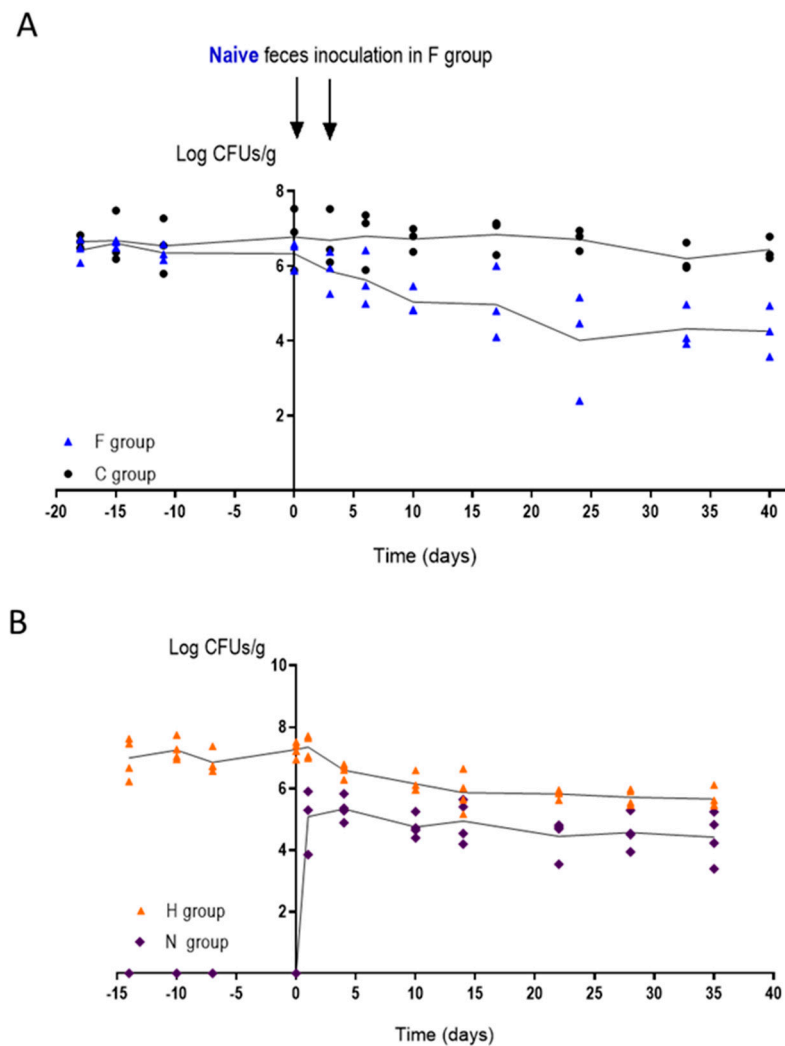 A
Naive feces inoculation in F group
Log CFUs/g
8
6
4
2
F group
C group
-20 -15 -10 -5 0 5 10 15 20 25 30 35 40
Time (days)
B
Log CFUs/g
10
8
6
4
2
H group
N group
-15 -10 -5 0 5 10 15 20 25 30 35 40
Time (days)